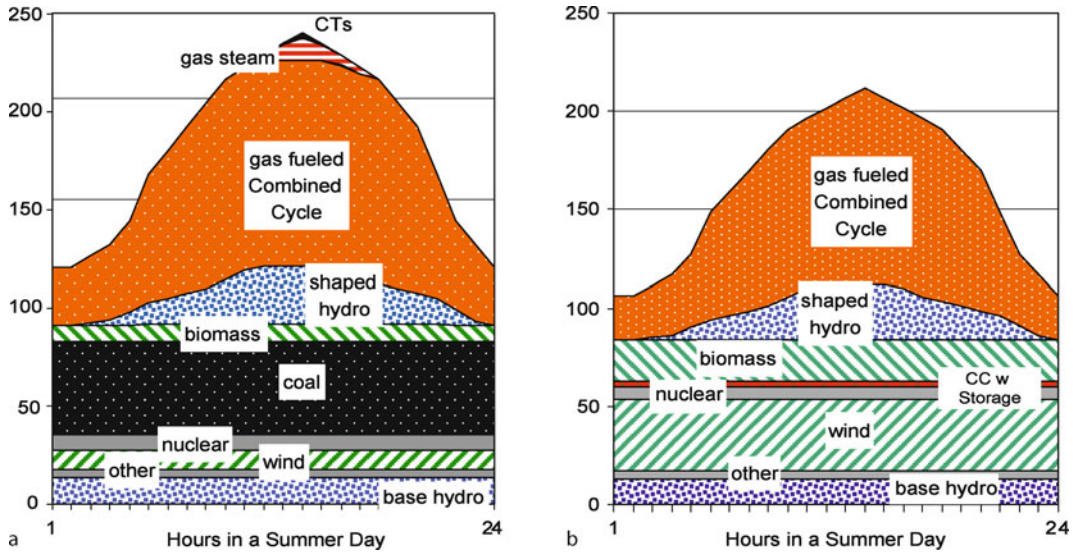 250
200
150
100
50
0
CTs
gas steam
gas fueled
Combined
Cycle
shaped
hydro
biomass
coal
nuclear
wind
other
base hydro
1
24
a
Hours in a Summer Day
250
200
150
100
50
0
gas fueled
Combined
Cycle
shaped
hydro
biomass
CC w
Storage
nuclear
wind
other
base hydro
1
24
b
Hours in a Summer Day